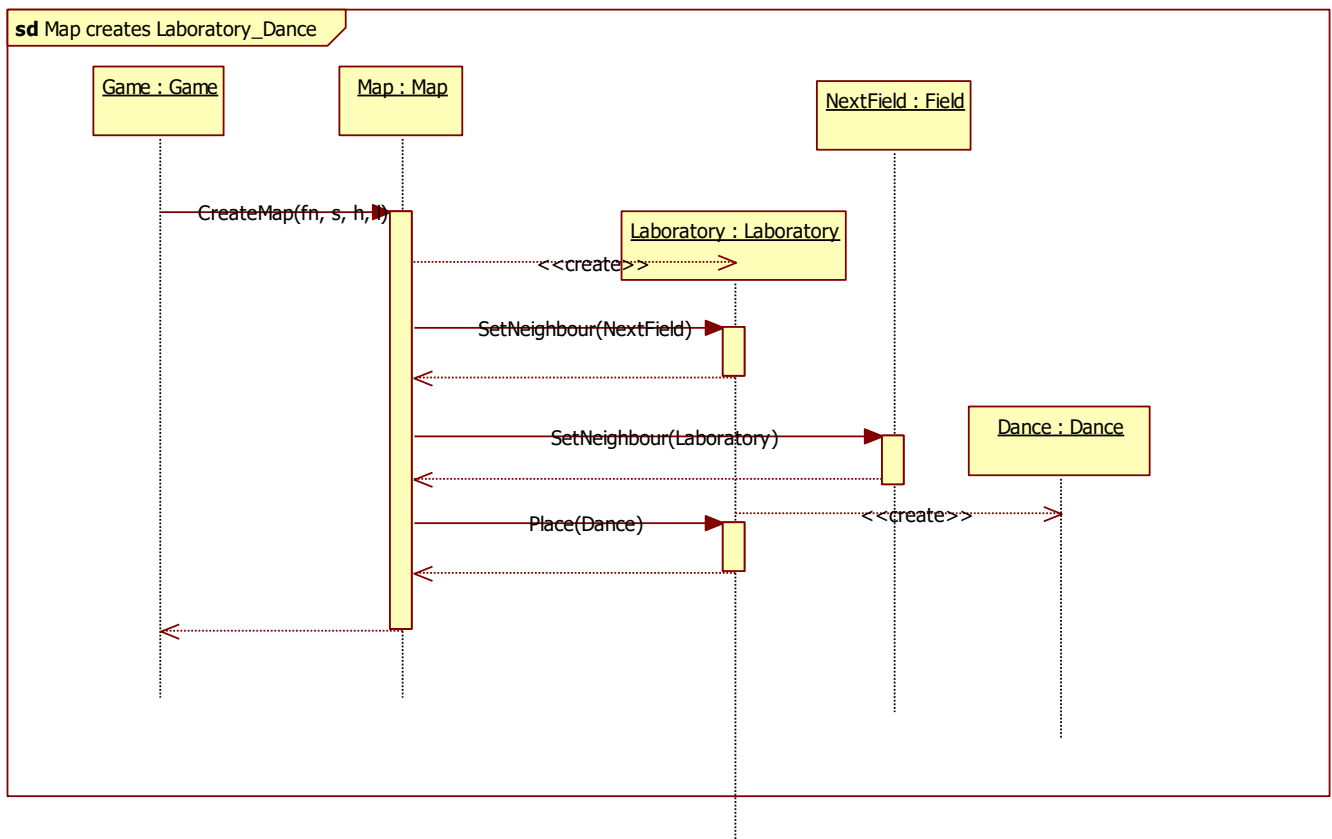 sd Map creates Laboratory_Dance
Game : Game
Map : Map
NextField : Field
CreateMap(fn, s, h, l)
Laboratory : Laboratory
<<create>>
SetNeighbour(NextField)
Dance : Dance
SetNeighbour(Laboratory)
<<create>>
Place(Dance)